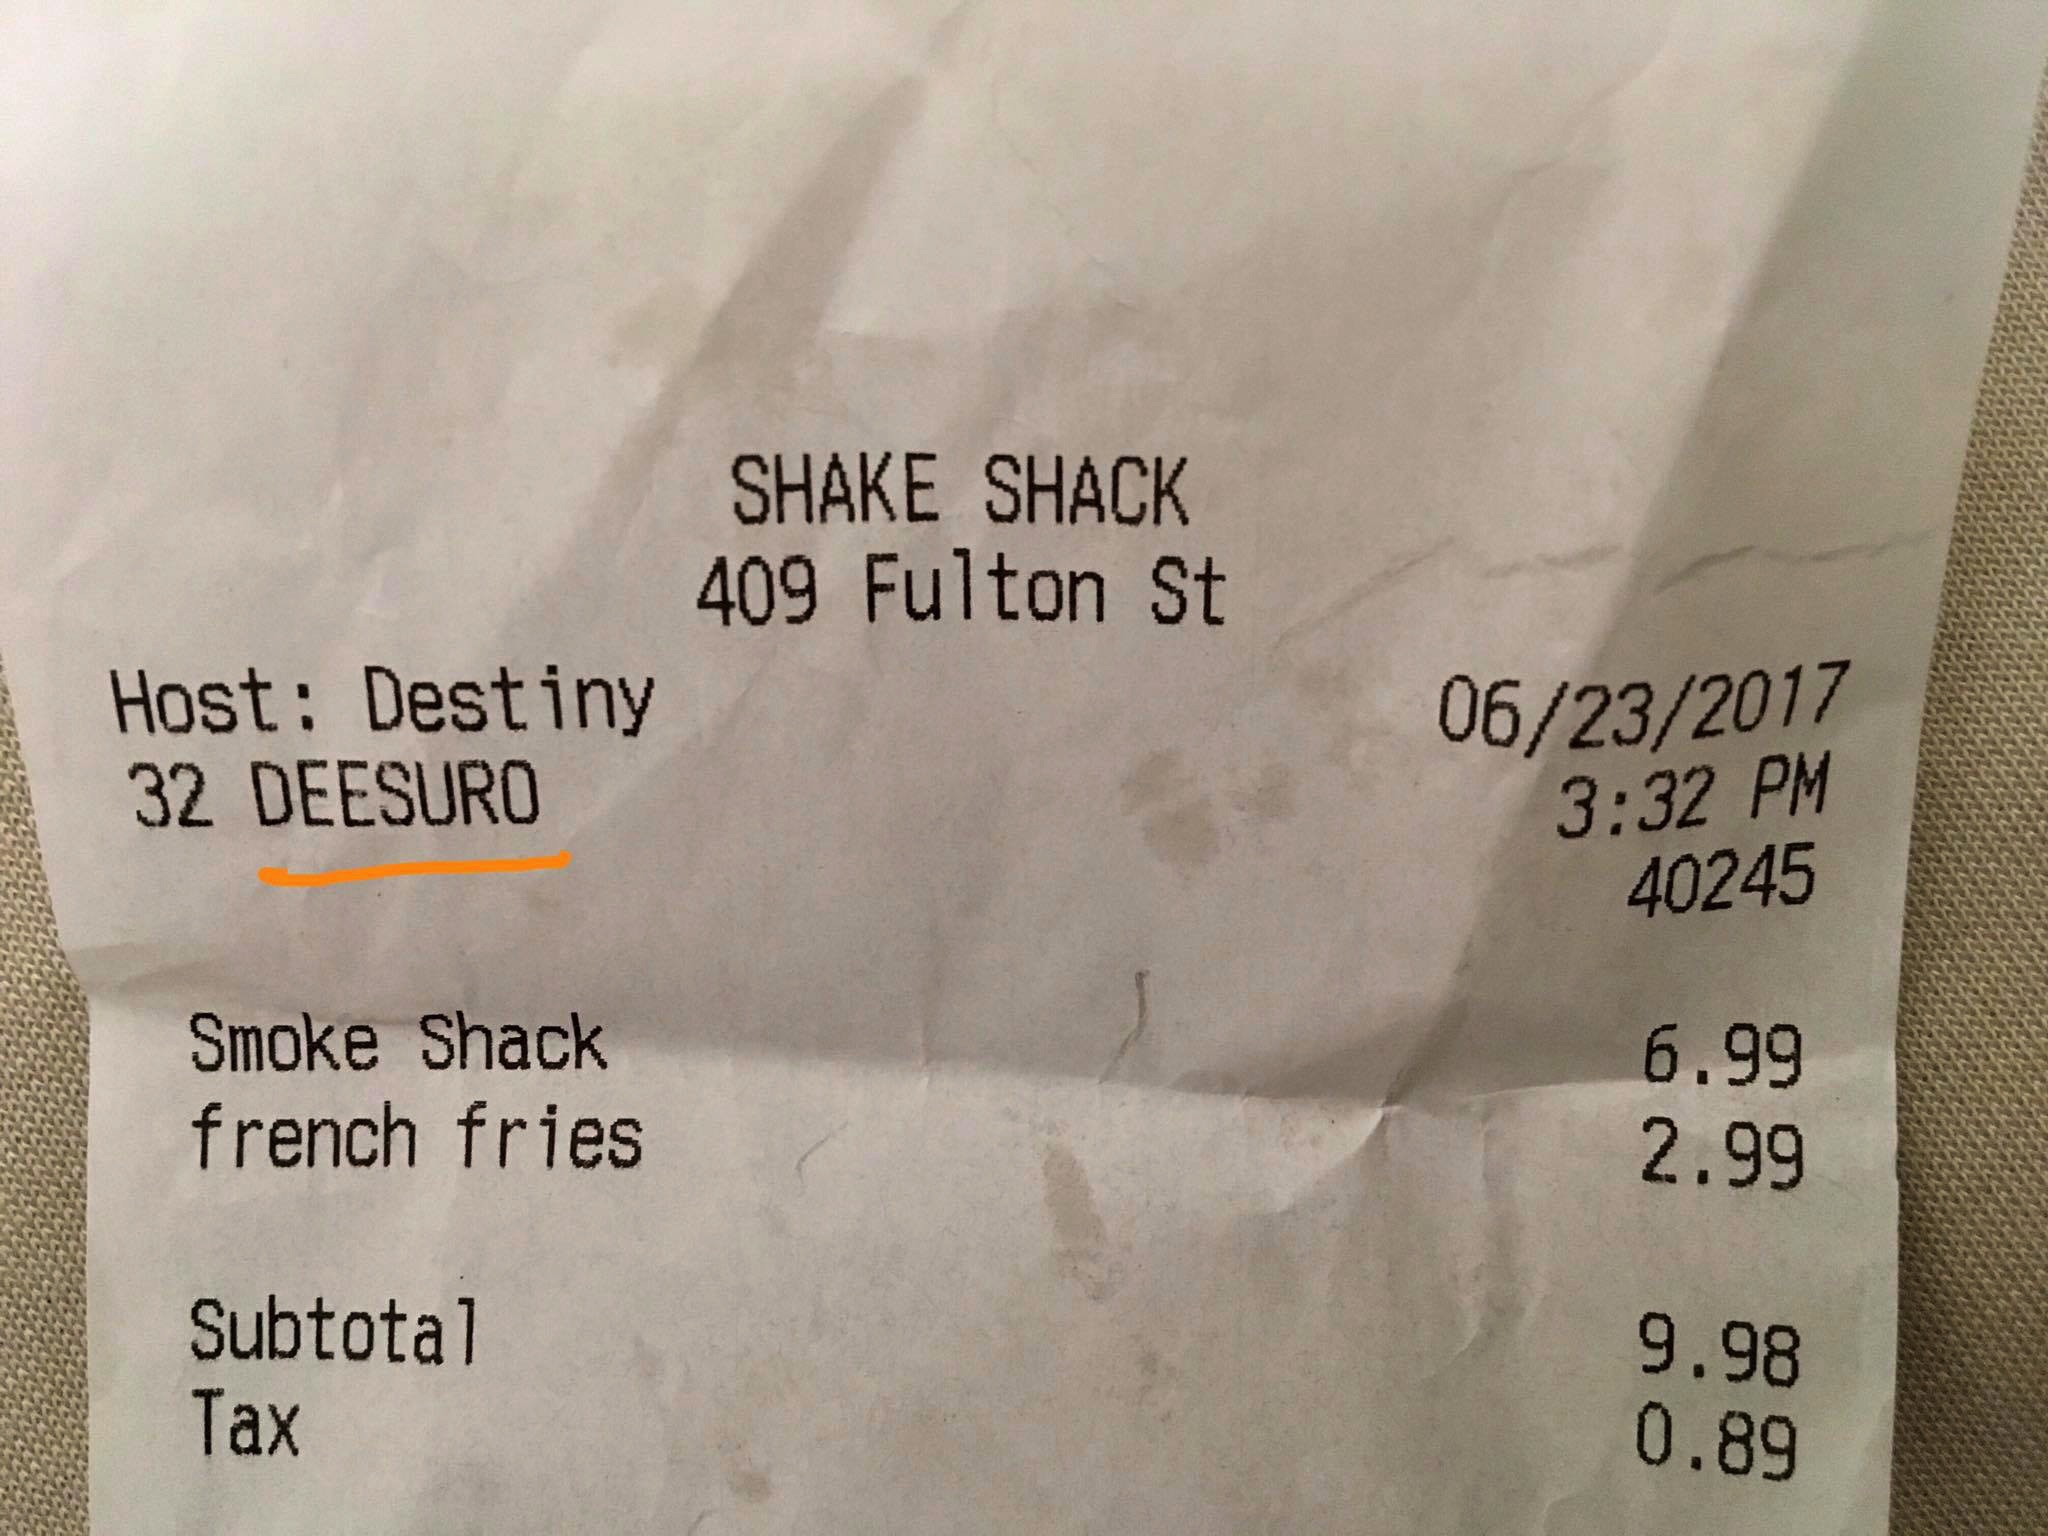 SHAKE SHACK
409 Fulton St
Host: Destiny 06/23/2017
32 DEESURO 3:32 PM
40245
Smoke Shack 6.99
french fries 2.99
Subtotal 9.98
Tax 0.89